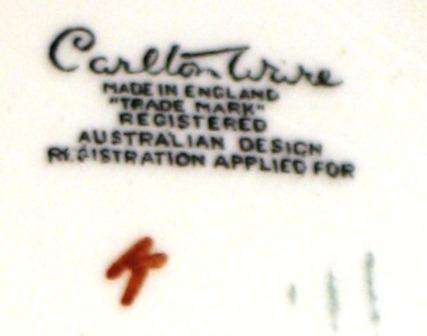 Carlton Ware
MADE IN ENGLAND
"TRADE MARK"
REGISTERED
AUSTRALIAN DESIGN
REGISTRATION APPLIED FOR
K